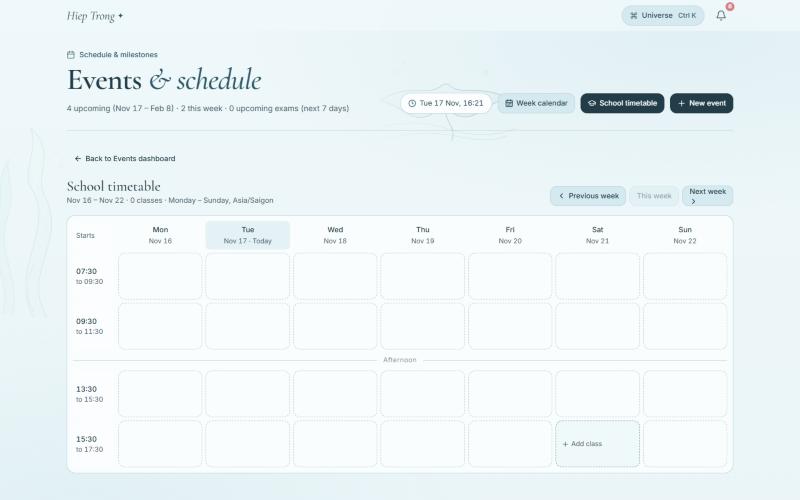 Hiep Trong ✦
⌘ Universe Ctrl K
8
Schedule & milestones
Events & schedule
4 upcoming (Nov 17 – Feb 8) · 2 this week · 0 upcoming exams (next 7 days)
Tue 17 Nov, 16:21
Week calendar
School timetable
+ New event
← Back to Events dashboard
School timetable
Nov 16 – Nov 22 · 0 classes · Monday – Sunday, Asia/Saigon
‹ Previous week
This week
Next week ›
Starts
Mon
Nov 16
Tue
Nov 17 · Today
Wed
Nov 18
Thu
Nov 19
Fri
Nov 20
Sat
Nov 21
Sun
Nov 22
07:30
to 09:30
09:30
to 11:30
Afternoon
13:30
to 15:30
15:30
to 17:30
+ Add class